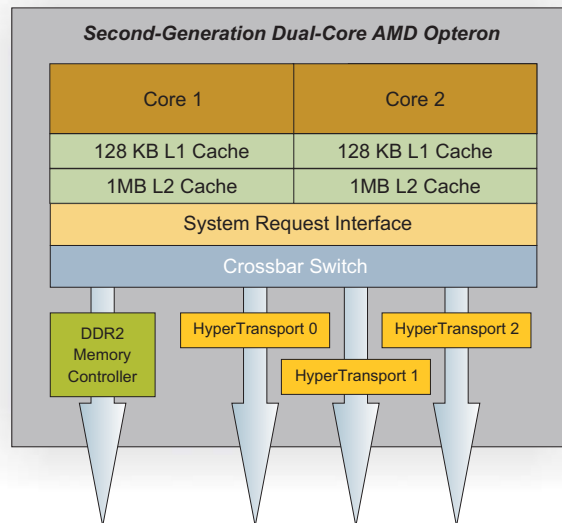 Second-Generation Dual-Core AMD Opteron
Core 1
Core 2
128 KB L1 Cache
128 KB L1 Cache
1MB L2 Cache
1MB L2 Cache
System Request Interface
Crossbar Switch
DDR2
Memory
Controller
HyperTransport 0
HyperTransport 1
HyperTransport 2